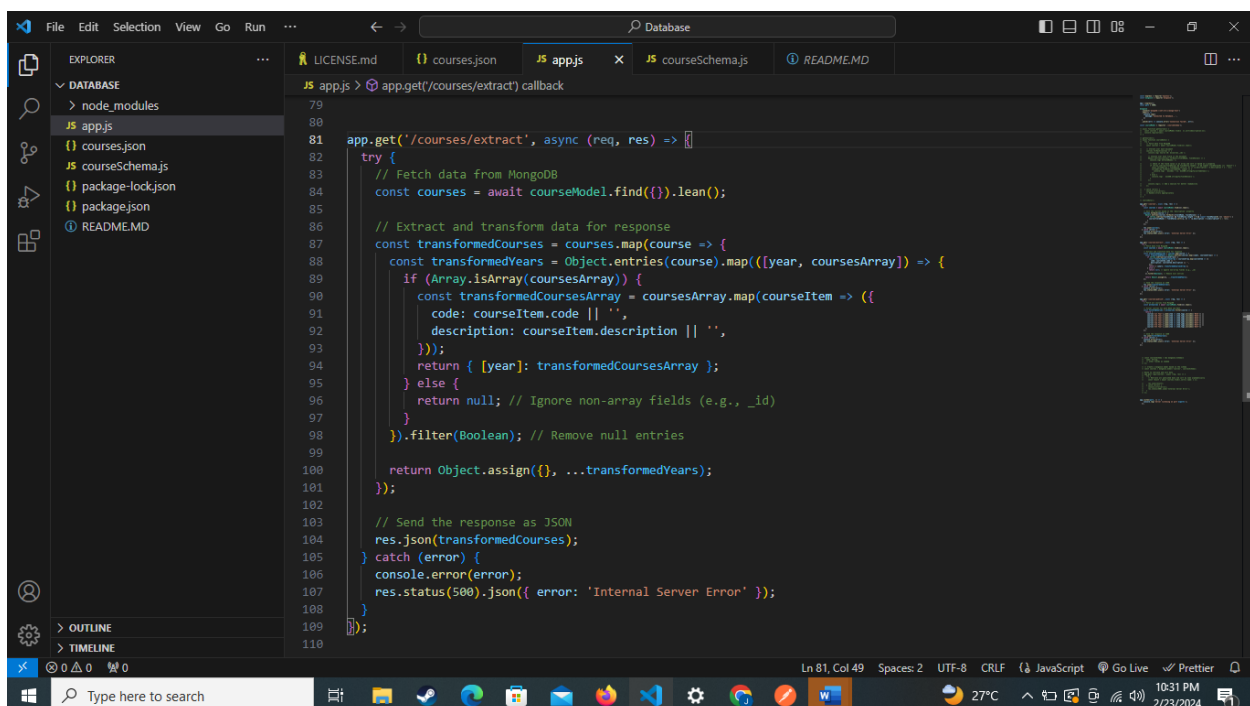 File Edit Selection View Go Run ··· Database
EXPLORER ···
LICENSE.md {} courses.json JS app.js JS courseSchema.js README.MD
DATABASE
JS app.js > app.get('/courses/extract') callback
node_modules
JS app.js
{} courses.json
JS courseSchema.js
{} package-lock.json
{} package.json
README.MD
79
80
81 app.get('/courses/extract', async (req, res) => {
82 try {
83 // Fetch data from MongoDB
84 const courses = await courseModel.find({}).lean();
85
86 // Extract and transform data for response
87 const transformedCourses = courses.map(course => {
88 const transformedYears = Object.entries(course).map(([year, coursesArray]) => {
89 if (Array.isArray(coursesArray)) {
90 const transformedCoursesArray = coursesArray.map(courseItem => ({
91 code: courseItem.code || '',
92 description: courseItem.description || '',
93 }));
94 return { [year]: transformedCoursesArray };
95 } else {
96 return null; // Ignore non-array fields (e.g., _id)
97 }
98 }).filter(Boolean); // Remove null entries
99
100 return Object.assign({}, ...transformedYears);
101 });
102
103 // Send the response as JSON
104 res.json(transformedCourses);
105 } catch (error) {
106 console.error(error);
107 res.status(500).json({ error: 'Internal Server Error' });
108 }
109 });
110
OUTLINE
TIMELINE
0 0 0 Ln 81, Col 49 Spaces: 2 UTF-8 CRLF JavaScript Go Live Prettier
Type here to search 27°C 10:31 PM
2/23/2024